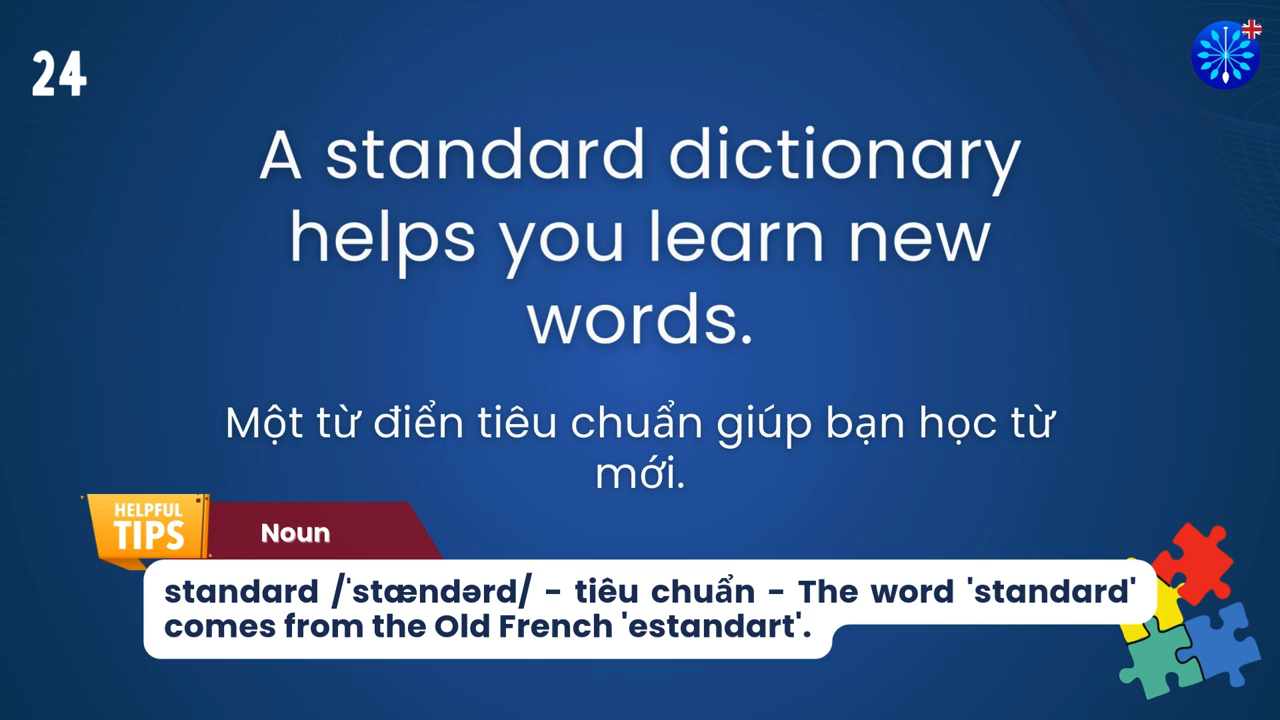 24
A standard dictionary
helps you learn new
words.
Một từ điển tiêu chuẩn giúp bạn học từ
mới.
HELPFUL
TIPS
Noun
standard /ˈstændərd/ - tiêu chuẩn - The word 'standard'
comes from the Old French 'estandart'.